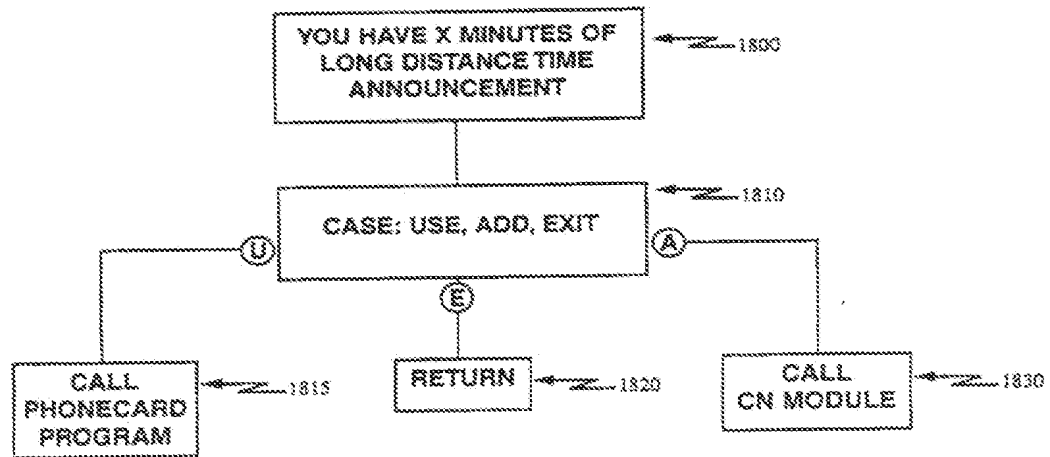 YOU HAVE X MINUTES OF
LONG DISTANCE TIME
ANNOUNCEMENT
1800
CASE: USE, ADD, EXIT
1810
U
A
E
CALL
PHONECARD
PROGRAM
1815
RETURN
1820
CALL
CN MODULE
1830